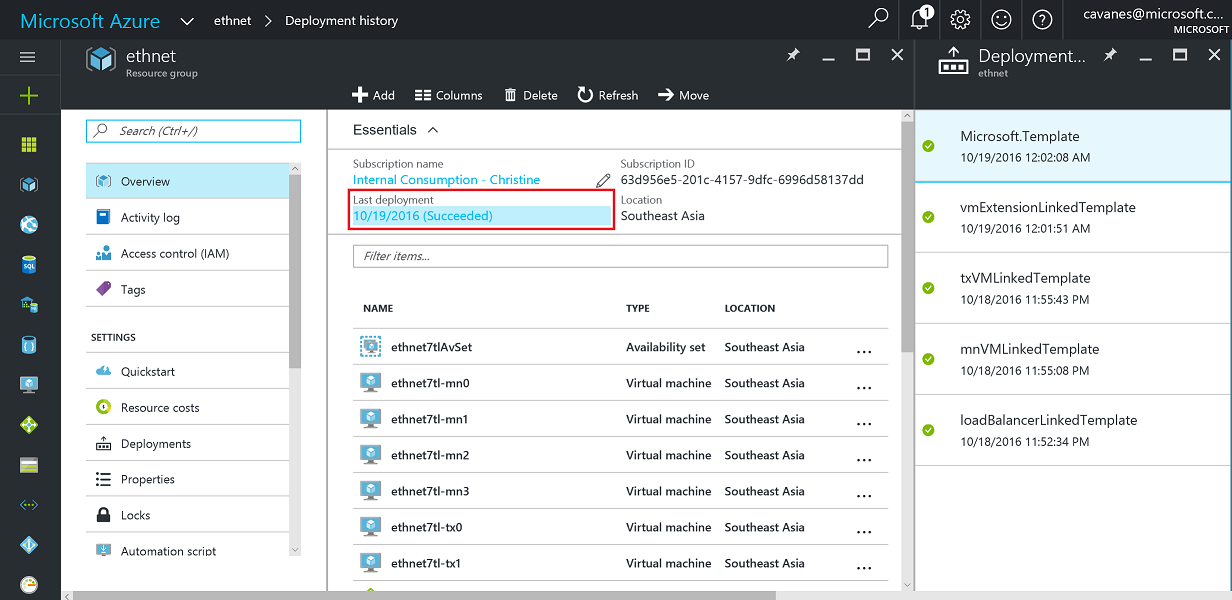 Microsoft Azure ethnet > Deployment history
1
cavanes@microsoft.c...
MICROSOFT
ethnet
Resource group
Add Columns Delete Refresh Move
Search (Ctrl+/)
Overview
Activity log
Access control (IAM)
Tags
SETTINGS
Quickstart
Resource costs
Deployments
Properties
Locks
Automation script
SQL
Essentials
Subscription name
Internal Consumption - Christine
Subscription ID
63d956e5-201c-4157-9dfc-6996d58137dd
Last deployment
10/19/2016 (Succeeded)
Location
Southeast Asia
Filter items...
NAME TYPE LOCATION
ethnet7tlAvSet Availability set Southeast Asia ...
ethnet7tl-mn0 Virtual machine Southeast Asia ...
ethnet7tl-mn1 Virtual machine Southeast Asia ...
ethnet7tl-mn2 Virtual machine Southeast Asia ...
ethnet7tl-mn3 Virtual machine Southeast Asia ...
ethnet7tl-tx0 Virtual machine Southeast Asia ...
ethnet7tl-tx1 Virtual machine Southeast Asia ...
Deployment...
ethnet
Microsoft.Template
10/19/2016 12:02:08 AM
vmExtensionLinkedTemplate
10/19/2016 12:01:51 AM
txVMLinkedTemplate
10/18/2016 11:55:43 PM
mnVMLinkedTemplate
10/18/2016 11:55:08 PM
loadBalancerLinkedTemplate
10/18/2016 11:52:34 PM